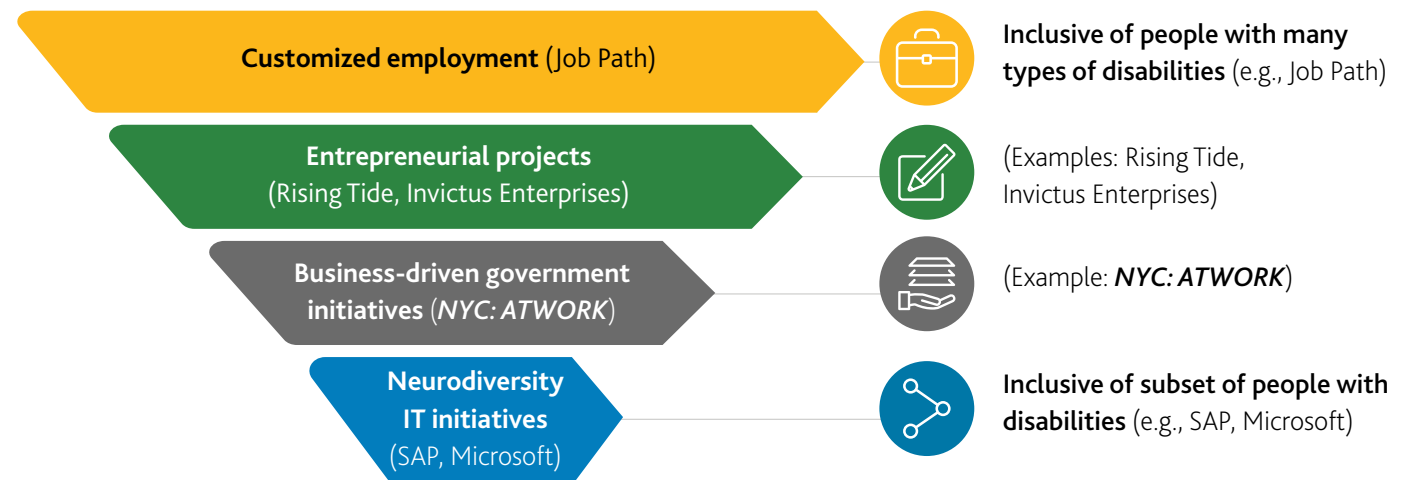 Customized employment (Job Path)
Inclusive of people with many
types of disabilities (e.g., Job Path)
Entrepreneurial projects
(Rising Tide, Invictus Enterprises)
(Examples: Rising Tide,
Invictus Enterprises)
Business-driven government
initiatives (NYC: ATWORK)
(Example: NYC: ATWORK)
Neurodiversity
IT initiatives
(SAP, Microsoft)
Inclusive of subset of people with
disabilities (e.g., SAP, Microsoft)